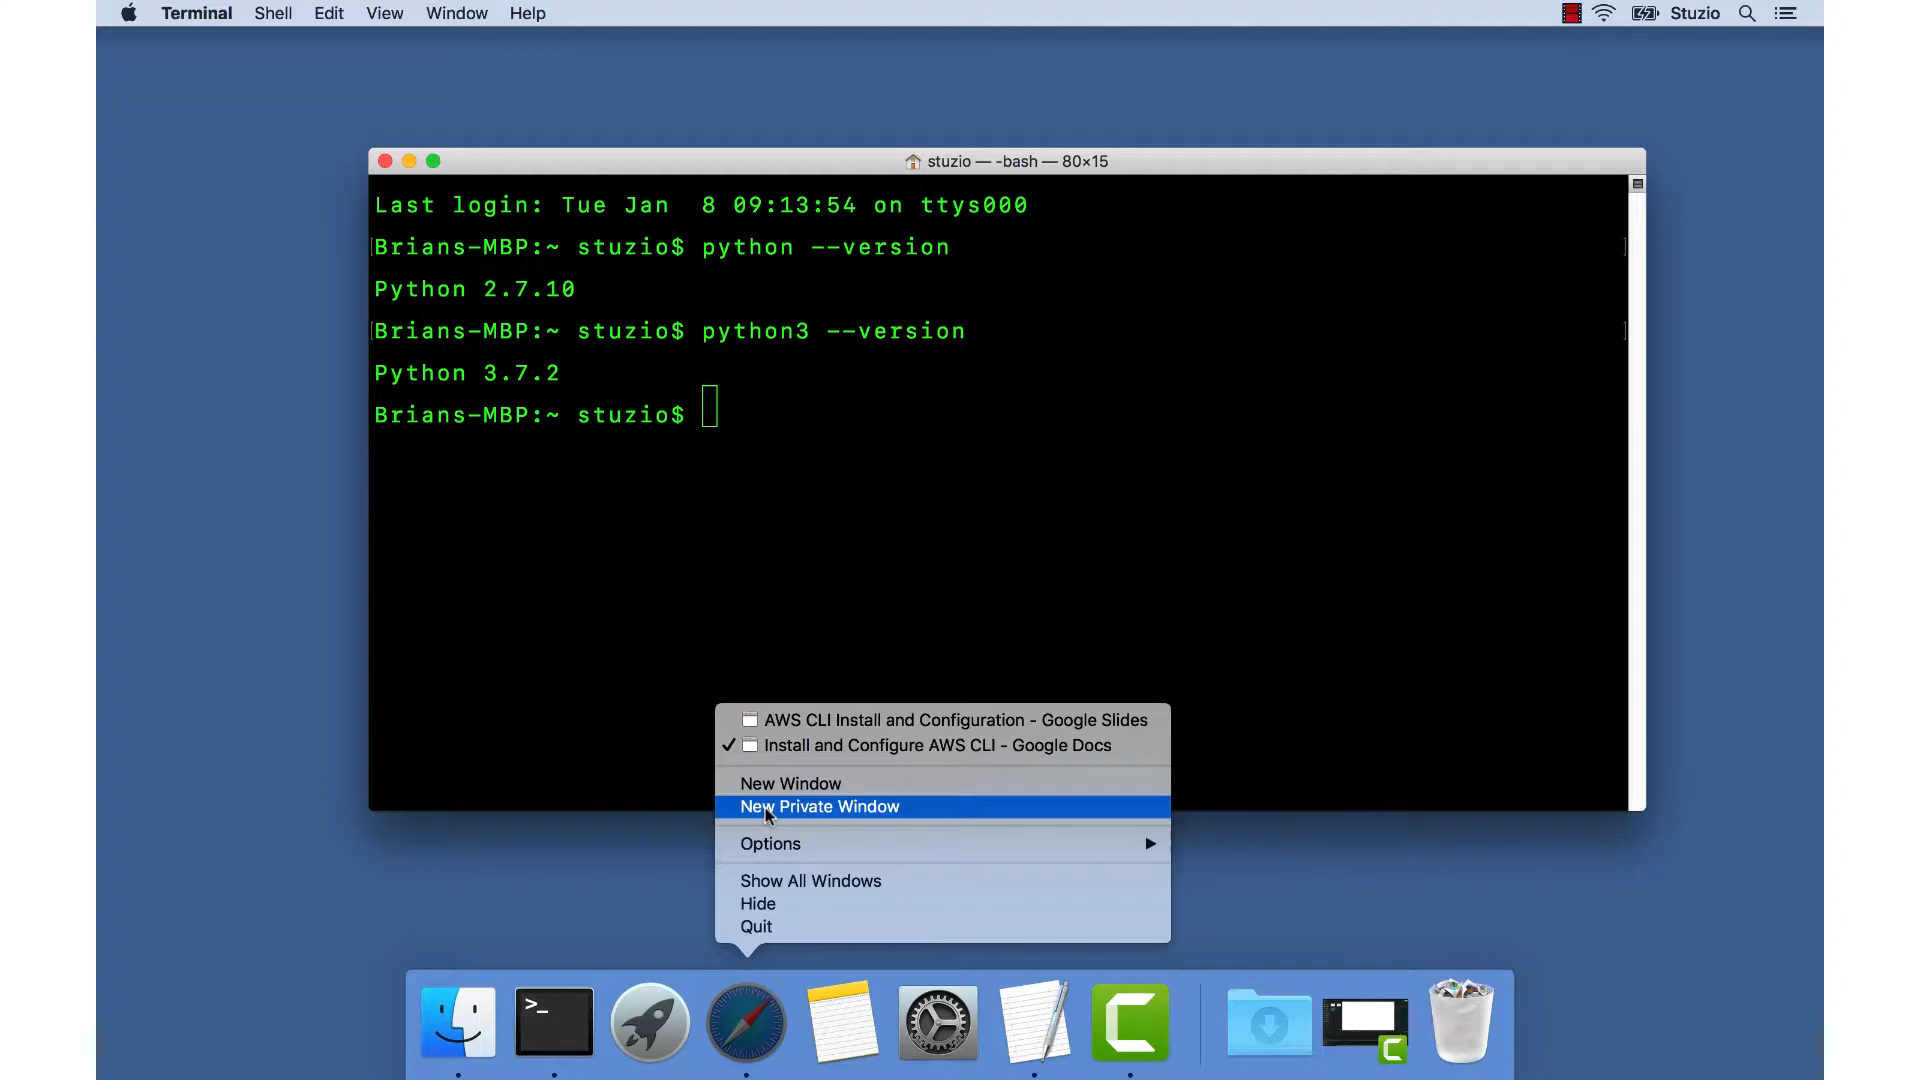 Terminal Shell Edit View Window Help Stuzio
stuzio — -bash — 80×15
Last login: Tue Jan  8 09:13:54 on ttys000
Brians-MBP:~ stuzio$ python --version
Python 2.7.10
Brians-MBP:~ stuzio$ python3 --version
Python 3.7.2
Brians-MBP:~ stuzio$
AWS CLI Install and Configuration - Google Slides
✓ Install and Configure AWS CLI - Google Docs
New Window
New Private Window
Options
Show All Windows
Hide
Quit
>_